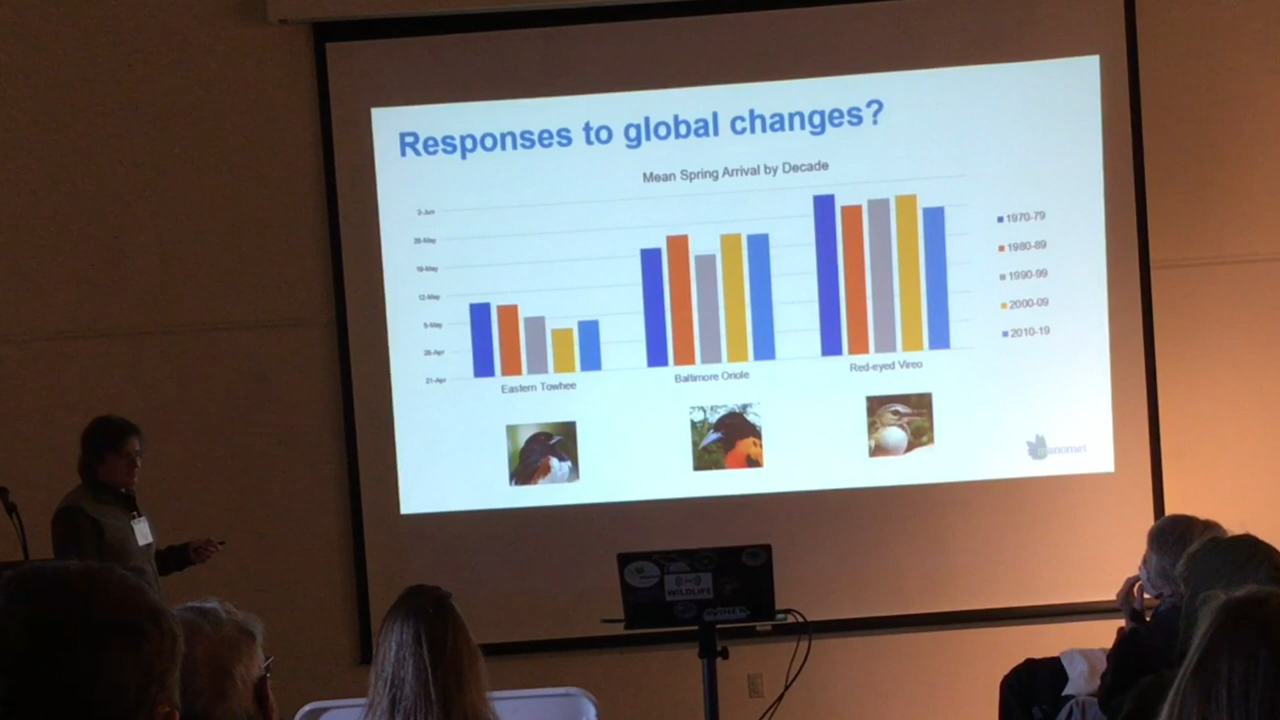 Responses to global changes?
Mean Spring Arrival by Decade
2-Jun
26-May
19-May
12-May
5-May
28-Apr
21-Apr
1970-79
1980-89
1990-99
2000-09
2010-19
Eastern Towhee
Baltimore Oriole
Red-eyed Vireo
manomet
WILDLIFE